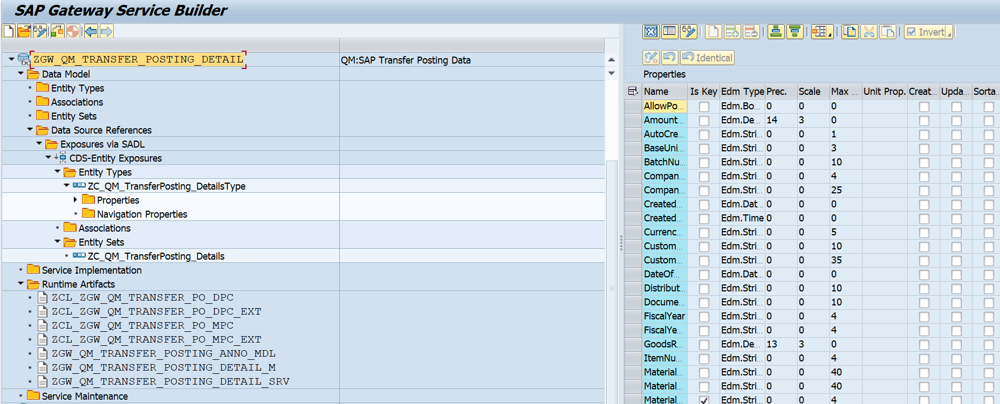 SAP Gateway Service Builder
Invert
ZGW_QM_TRANSFER_POSTING_DETAIL QM:SAP Transfer Posting Data
Data Model
Entity Types
Associations
Entity Sets
Data Source References
Exposures via SADL
CDS-Entity Exposures
Entity Types
ZC_QM_TransferPosting_DetailsType
Properties
Navigation Properties
Associations
Entity Sets
ZC_QM_TransferPosting_Details
Service Implementation
Runtime Artifacts
ZCL_ZGW_QM_TRANSFER_PO_DPC
ZCL_ZGW_QM_TRANSFER_PO_DPC_EXT
ZCL_ZGW_QM_TRANSFER_PO_MPC
ZCL_ZGW_QM_TRANSFER_PO_MPC_EXT
ZGW_QM_TRANSFER_POSTING_ANNO_MDL
ZGW_QM_TRANSFER_POSTING_DETAIL_M
ZGW_QM_TRANSFER_POSTING_DETAIL_SRV
Service Maintenance
Identical
Properties
Name Is Key Edm Type Prec. Scale Max ... Unit Prop. Creat... Upda... Sorta...
AllowPo... Edm.Bo... 0 0 0
Amount... Edm.De... 14 3 0
AutoCre... Edm.Stri... 0 0 1
BaseUni... Edm.Stri... 0 0 3
BatchNu... Edm.Stri... 0 0 10
Compan... Edm.Stri... 0 0 4
Compan... Edm.Stri... 0 0 25
Created... Edm.Dat... 0 0 0
Created... Edm.Time 0 0 0
Currenc... Edm.Stri... 0 0 5
Custom... Edm.Stri... 0 0 10
Custom... Edm.Stri... 0 0 35
DateOf... Edm.Dat... 0 0 0
Distribut... Edm.Stri... 0 0 10
Docume... Edm.Stri... 0 0 10
FiscalYear Edm.Stri... 0 0 4
FiscalYe... Edm.Stri... 0 0 4
GoodsR... Edm.De... 13 3 0
ItemNu... Edm.Stri... 0 0 4
Material... Edm.Stri... 0 0 40
Material... Edm.Stri... 0 0 40
Material... Edm.Stri... 0 0 4